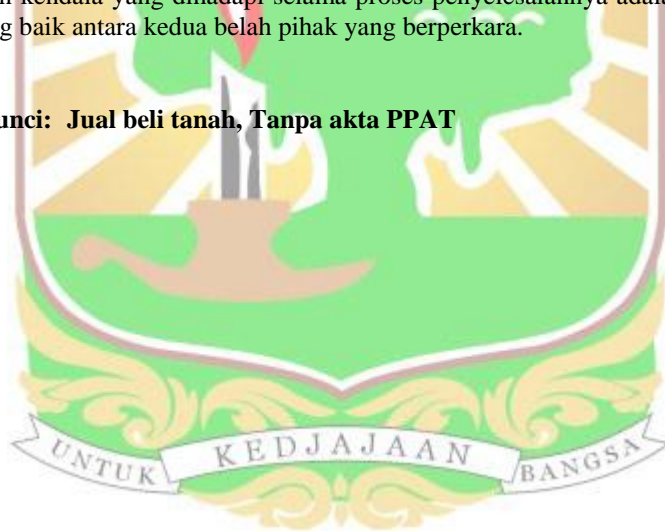 kendala yang dihadapi selama proses penyelesaiannya
g baik antara kedua belah pihak yang berperkara.
unci: Jual beli tanah, Tanpa akta PPAT
UNTUK KEDJAJAAN BANGSA